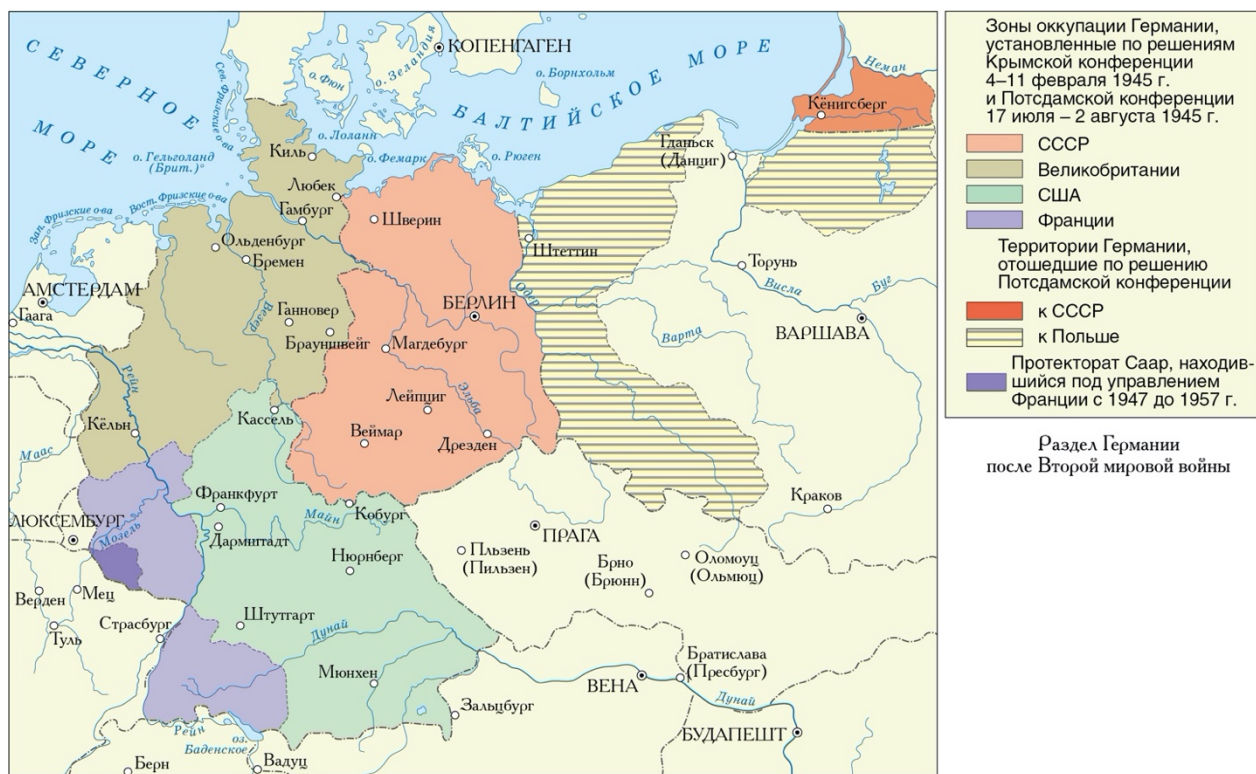 СЕВЕРНОЕ
МОРЕ
БАЛТИЙСКОЕ МОРЕ
КОПЕНГАГЕН
о. Зеландия
о. Фюн
о. Борнхольм
Сев. Фризские о-ва
о. Лоланн
о. Фемарн
о. Рюген
о. Гельголанд
(Брит.)
Киль
Неман
Кёнигсберг
Гданьск
(Данциг)
Зап. Фризские о-ва
Вост. Фризские о-ва
Любек
Гамбург
Шверин
Ольденбург
Бремен
Штеттин
Торунь
Висла
Буг
АМСТЕРДАМ
Гаага
Везер
Ганновер
Брауншвейг
БЕРЛИН
Одер
Магдебург
Варта
ВАРШАВА
Рейн
Эльба
Лейпциг
Кассель
Кёльн
Веймар
Дрезден
Маас
Франкфурт
Майн
Кобург
Краков
ЛЮКСЕМБУРГ
Мозель
Дармштадт
ПРАГА
Нюрнберг
Пльзень
(Пильзен)
Брно
(Брюнн)
Оломоуц
(Ольмюц)
Верден
Мец
Туль
Страсбург
Штутгарт
Дунай
Мюнхен
ВЕНА
Братислава
(Пресбург)
Дунай
Зальцбург
БУДАПЕШТ
Рейн
оз.
Баденское
Берн
Вадуц
Зоны оккупации Германии,
установленные по решениям
Крымской конференции
4–11 февраля 1945 г.
и Потсдамской конференции
17 июля – 2 августа 1945 г.
СССР
Великобритании
США
Франции
Территории Германии,
отошедшие по решению
Потсдамской конференции
к СССР
к Польше
Протекторат Саар, находив-
шийся под управлением
Франции с 1947 до 1957 г.
Раздел Германии
после Второй мировой войны